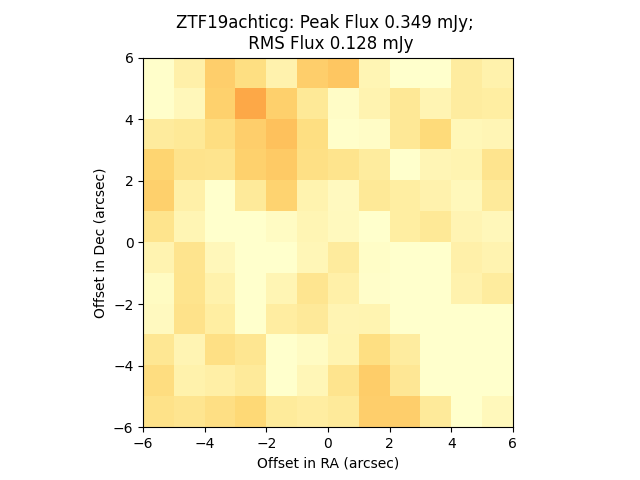 ZTF19achticg: Peak Flux 0.349 mJy;
RMS Flux 0.128 mJy
6
4
2
0
−2
−4
−6
Offset in Dec (arcsec)
−6 −4 −2 0 2 4 6
Offset in RA (arcsec)